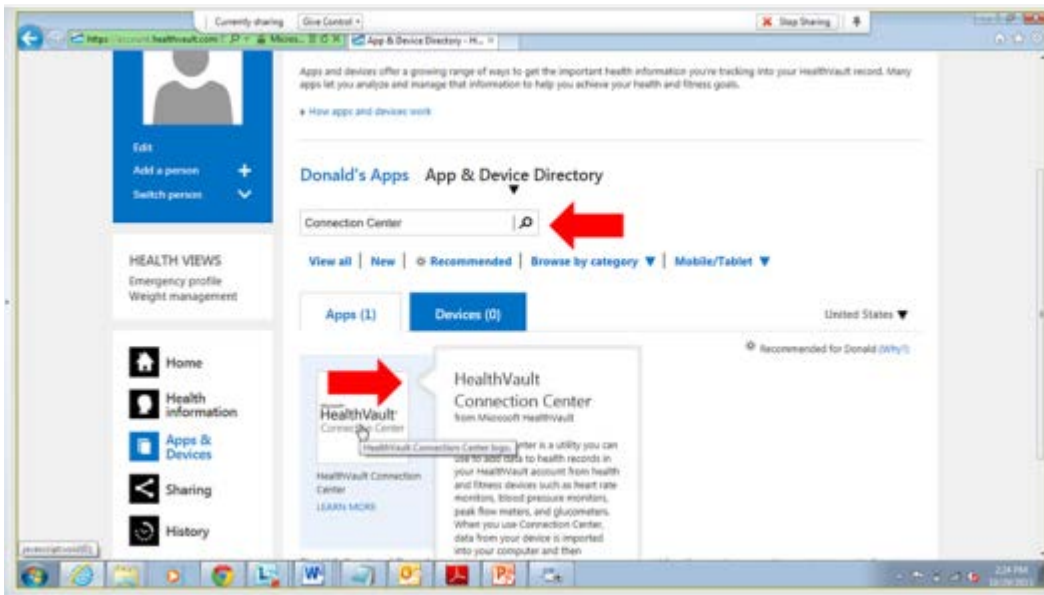 Currently sharing Give Control Stop Sharing
https account.healthvault.com
App & Device Directory - H...
Apps and devices offer a growing range of ways to get the important health information you're tracking into your HealthVault record. Many
apps let you analyze and manage that information to help you achieve your health and fitness goals.
How apps and devices work
Edit
Add a person +
Switch person
Donald's Apps App & Device Directory
Connection Center
View all | New | Recommended | Browse by category ▼ | Mobile/Tablet ▼
HEALTH VIEWS
Emergency profile
Weight management
Apps (1) Devices (0) United States ▼
Recommended for Donald (Why?)
Home
Health
information
Apps &
Devices
Sharing
History
HealthVault
Connection Center
HealthVault Connection Center logo.
HealthVault Connection
Center
LEARN MORE
HealthVault
Connection Center
from Microsoft HealthVault
is a utility you can
use to add data to health records in
your HealthVault account from health
and fitness devices such as heart rate
monitors, blood pressure monitors,
peak flow meters, and glucometers.
When you use Connection Center,
data from your device is imported
into your computer and then
2:24 PM